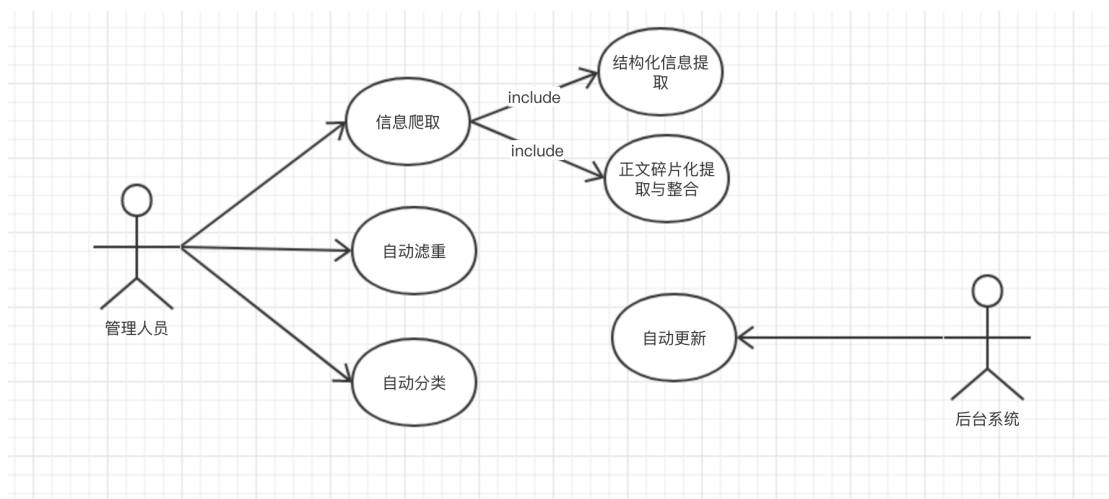 结构化信息提
取
include
信息爬取
include
正文碎片化提
取与整合
自动滤重
管理人员
自动更新
自动分类
后台系统